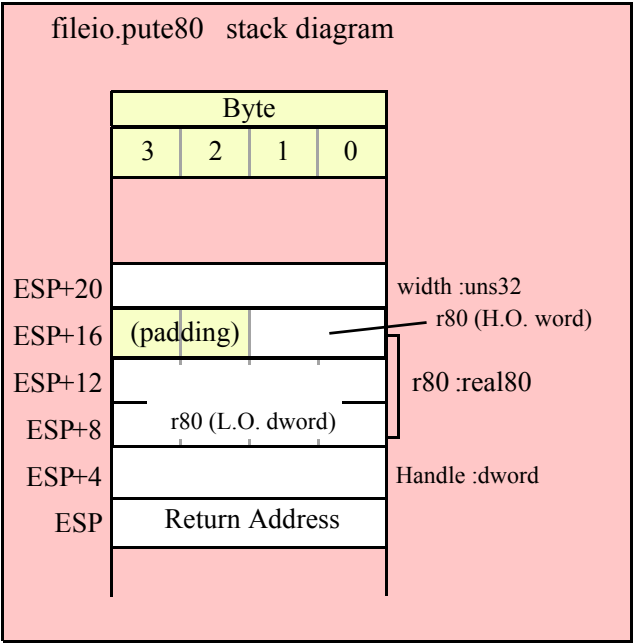 fileio.pute80 stack diagram
Byte
3 2 1 0
ESP+20 width :uns32
ESP+16 (padding) r80 (H.O. word)
ESP+12 r80 :real80
ESP+8 r80 (L.O. dword)
ESP+4 Handle :dword
ESP Return Address